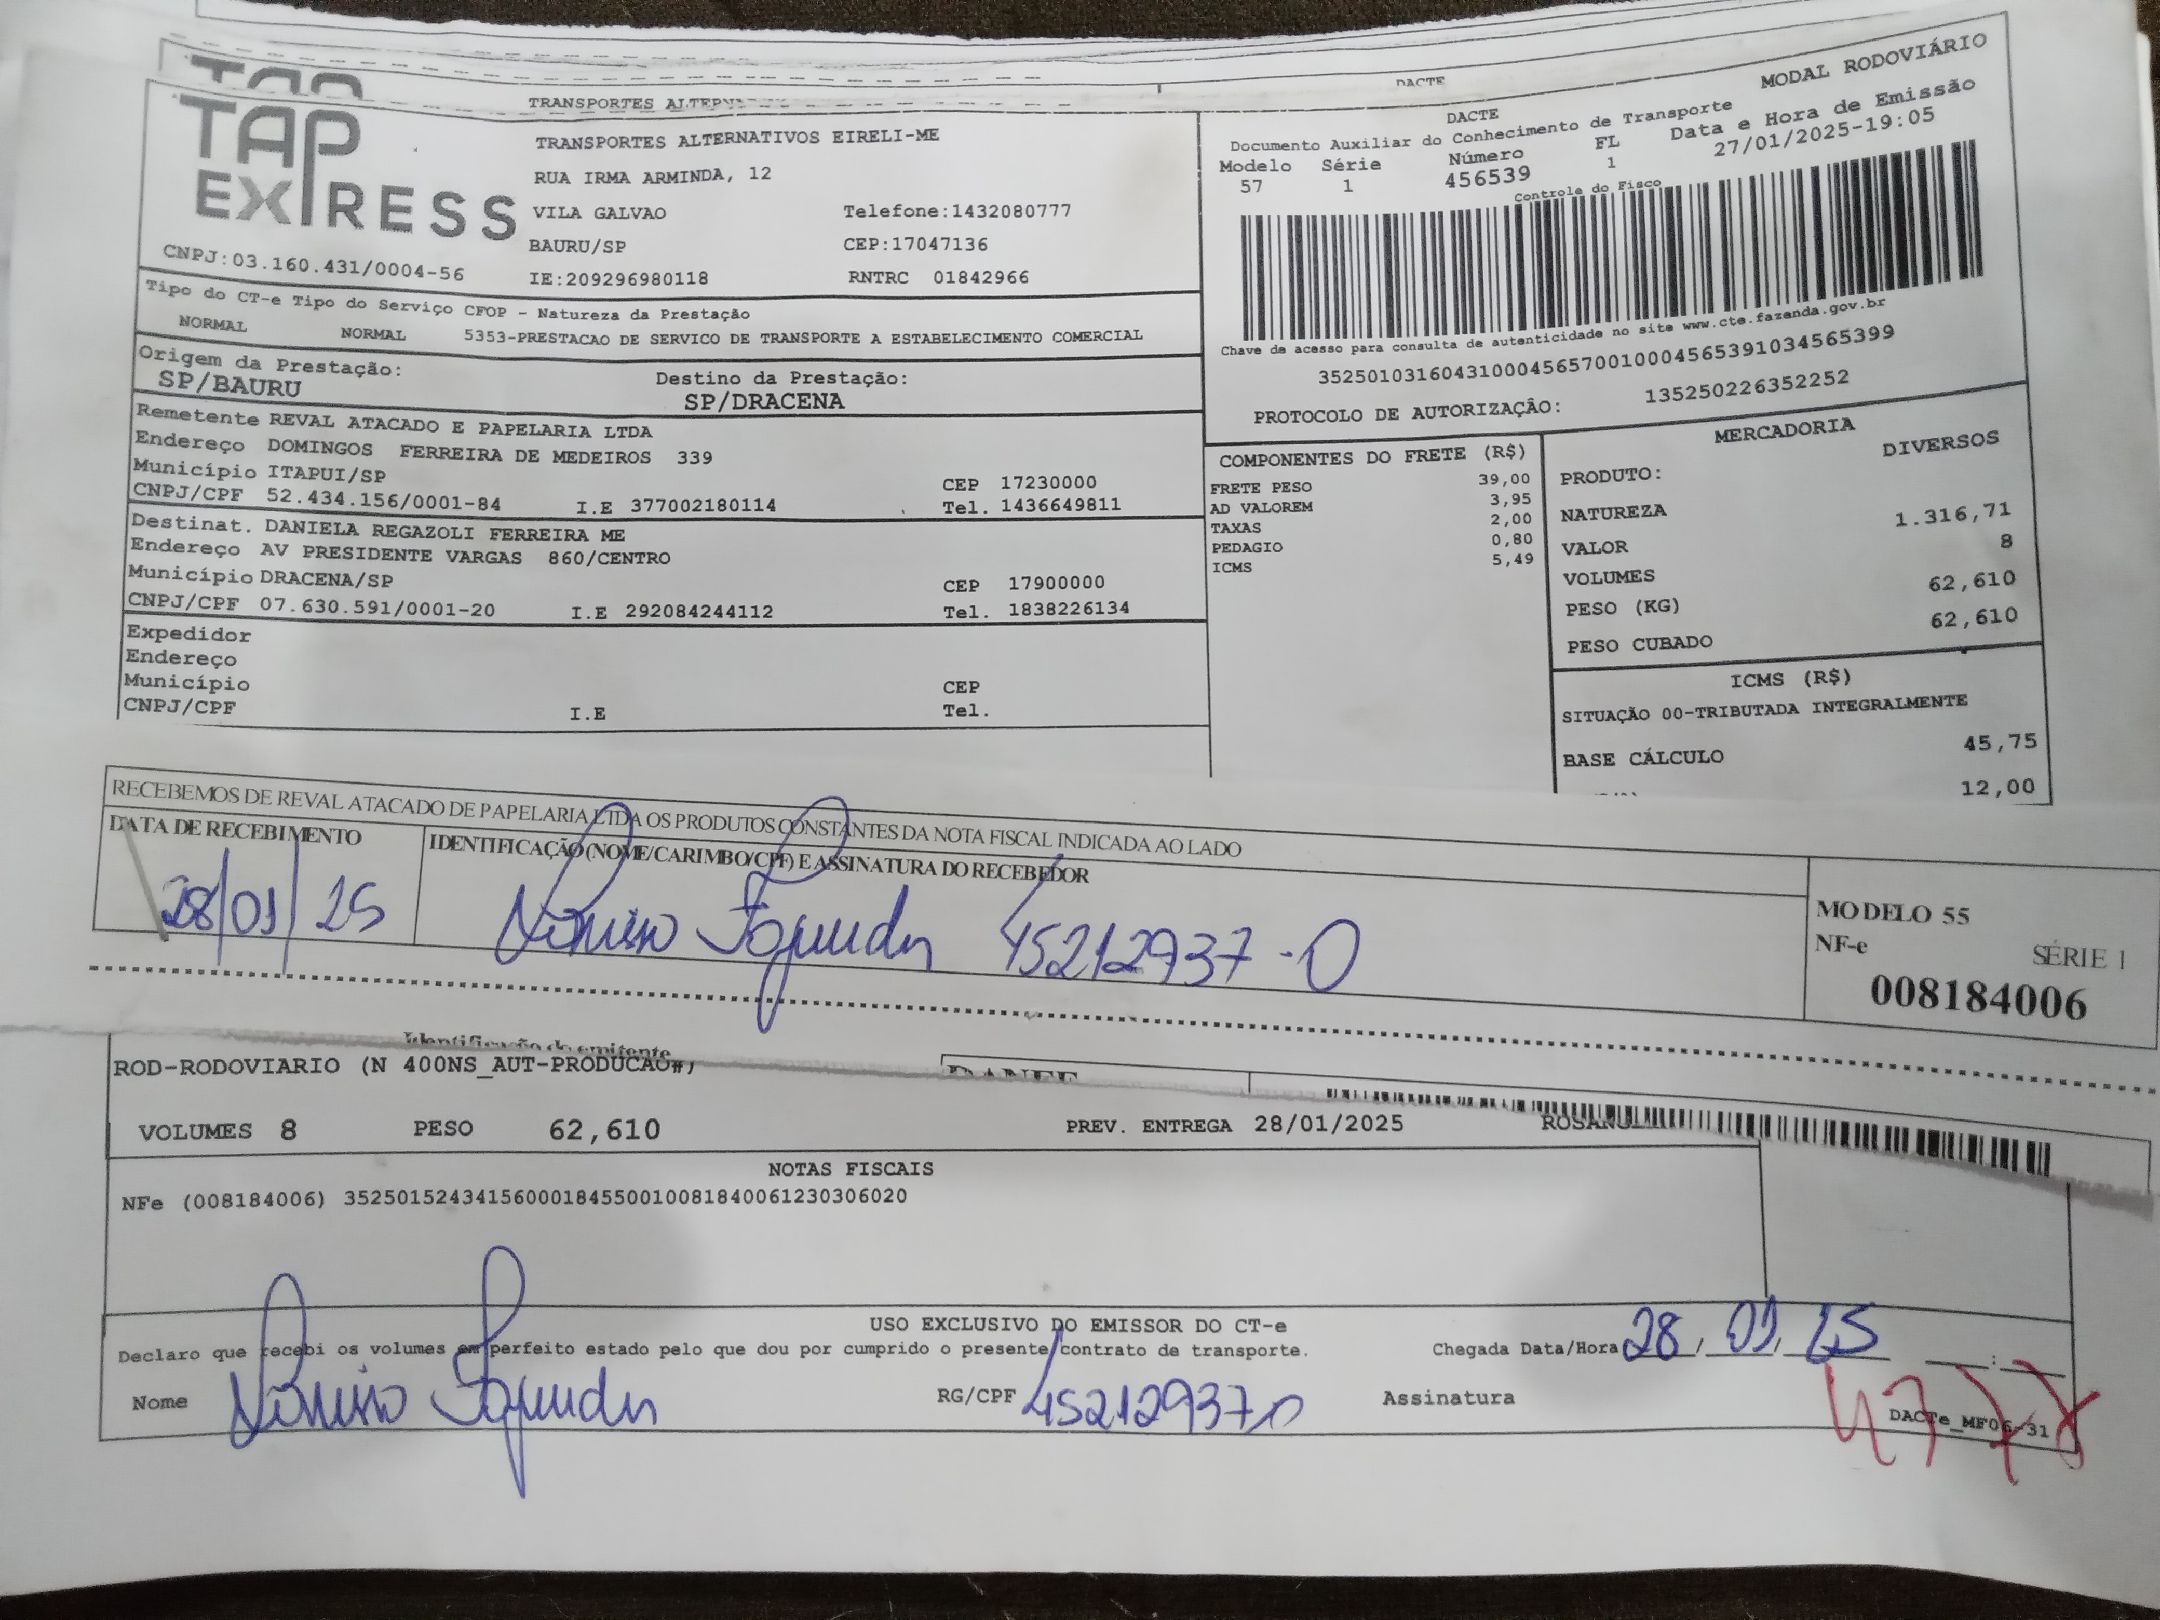 TAP EXPRESS
TRANSPORTES
TRANSPORTES ALTERNATIVOS EIRELI-ME
RUA IRMA ARMINDA, 12
VILA GALVAO Telefone:1432080777
BAURU/SP CEP:17047136
CNPJ:03.160.431/0004-56 IE:209296980118 RNTRC 01842966
DACTE
DACTE MODAL RODOVIÁRIO
Documento Auxiliar do Conhecimento de Transporte
Modelo Série Número FL Data e Hora de Emissão
57 1 456539 1 27/01/2025-19:05
Controle do Fisco
Chave de acesso para consulta de autenticidade no site www.cte.fazenda.gov.br
35250103160431000456570010004565391034565399
PROTOCOLO DE AUTORIZAÇÃO: 135250226352252
Tipo do CT-e Tipo do Serviço CFOP - Natureza da Prestação
NORMAL NORMAL 5353-PRESTACAO DE SERVICO DE TRANSPORTE A ESTABELECIMENTO COMERCIAL
Origem da Prestação: Destino da Prestação:
SP/BAURU SP/DRACENA
Remetente REVAL ATACADO E PAPELARIA LTDA
Endereço DOMINGOS FERREIRA DE MEDEIROS 339
Município ITAPUI/SP CEP 17230000
CNPJ/CPF 52.434.156/0001-84 I.E 377002180114 Tel. 1436649811
Destinat. DANIELA REGAZOLI FERREIRA ME
Endereço AV PRESIDENTE VARGAS 860/CENTRO
Município DRACENA/SP CEP 17900000
CNPJ/CPF 07.630.591/0001-20 I.E 292084244112 Tel. 1838226134
Expedidor
Endereço
Município CEP
CNPJ/CPF I.E Tel.
COMPONENTES DO FRETE (R$)
FRETE PESO 39,00
AD VALOREM 3,95
TAXAS 2,00
PEDAGIO 0,80
ICMS 5,49
MERCADORIA
PRODUTO: DIVERSOS
NATUREZA
VALOR 1.316,71
VOLUMES 8
PESO (KG) 62,610
PESO CUBADO 62,610
ICMS (R$)
SITUAÇÃO 00-TRIBUTADA INTEGRALMENTE
BASE CÁLCULO 45,75
12,00
RECEBEMOS DE REVAL ATACADO DE PAPELARIA LTDA OS PRODUTOS CONSTANTES DA NOTA FISCAL INDICADA AO LADO
DATA DE RECEBIMENTO IDENTIFICAÇÃO (NOME/CARIMBO/CPF) E ASSINATURA DO RECEBEDOR
28/01/25 45212937-0
MODELO 55
NF-e SÉRIE 1
008184006
Identificação do emitente
DANFE
ROD-RODOVIARIO (N 400NS_AUT-PRODUCAO#)
VOLUMES 8 PESO 62,610 PREV. ENTREGA 28/01/2025
NOTAS FISCAIS
NFe (008184006) 35250152434156000184550010081840061230306020
USO EXCLUSIVO DO EMISSOR DO CT-e
Declaro que recebi os volumes em perfeito estado pelo que dou por cumprido o presente contrato de transporte. Chegada Data/Hora 28/01/25
Nome RG/CPF 452129370 Assinatura
DACTe_MF06-31